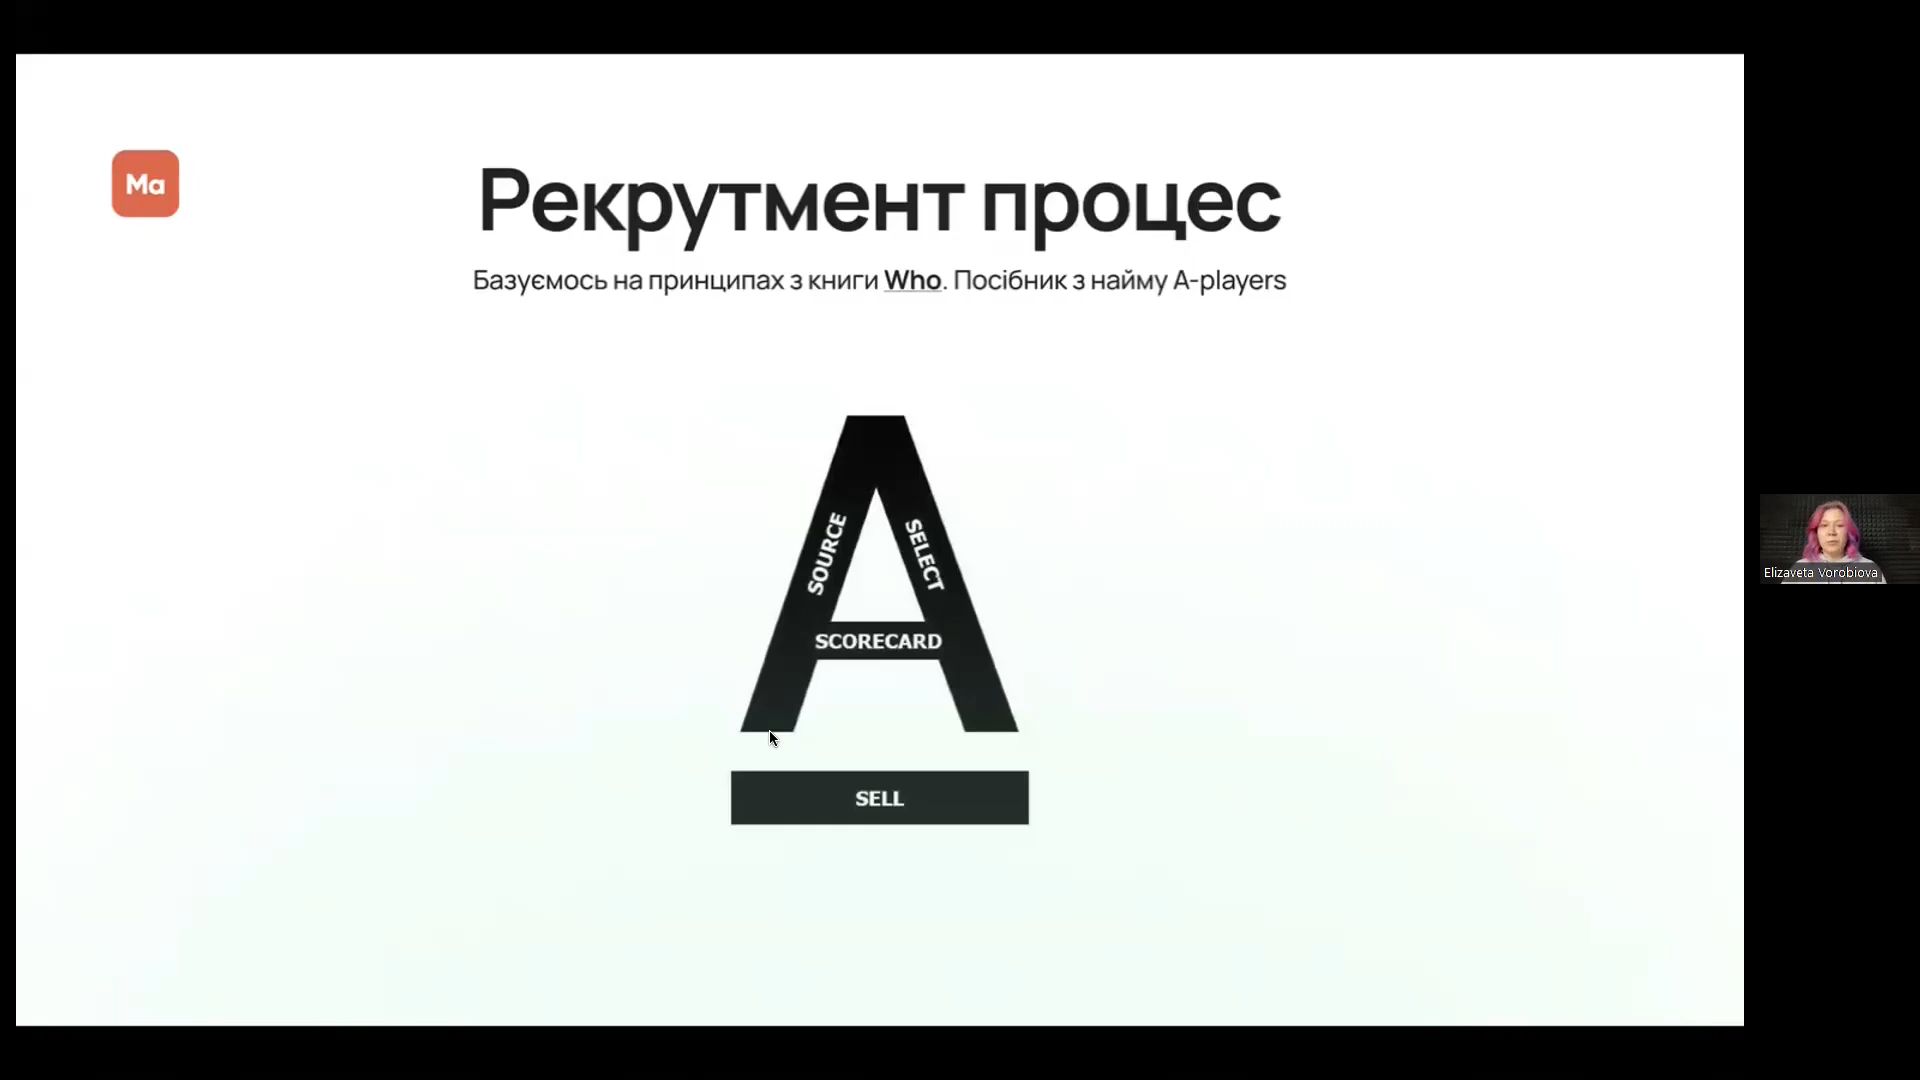 Ma
Рекрутмент процес
Базуємось на принципах з книги Who. Посібник з найму A-players
SOURCE
SELECT
SCORECARD
SELL
Elizaveta Vorobiova